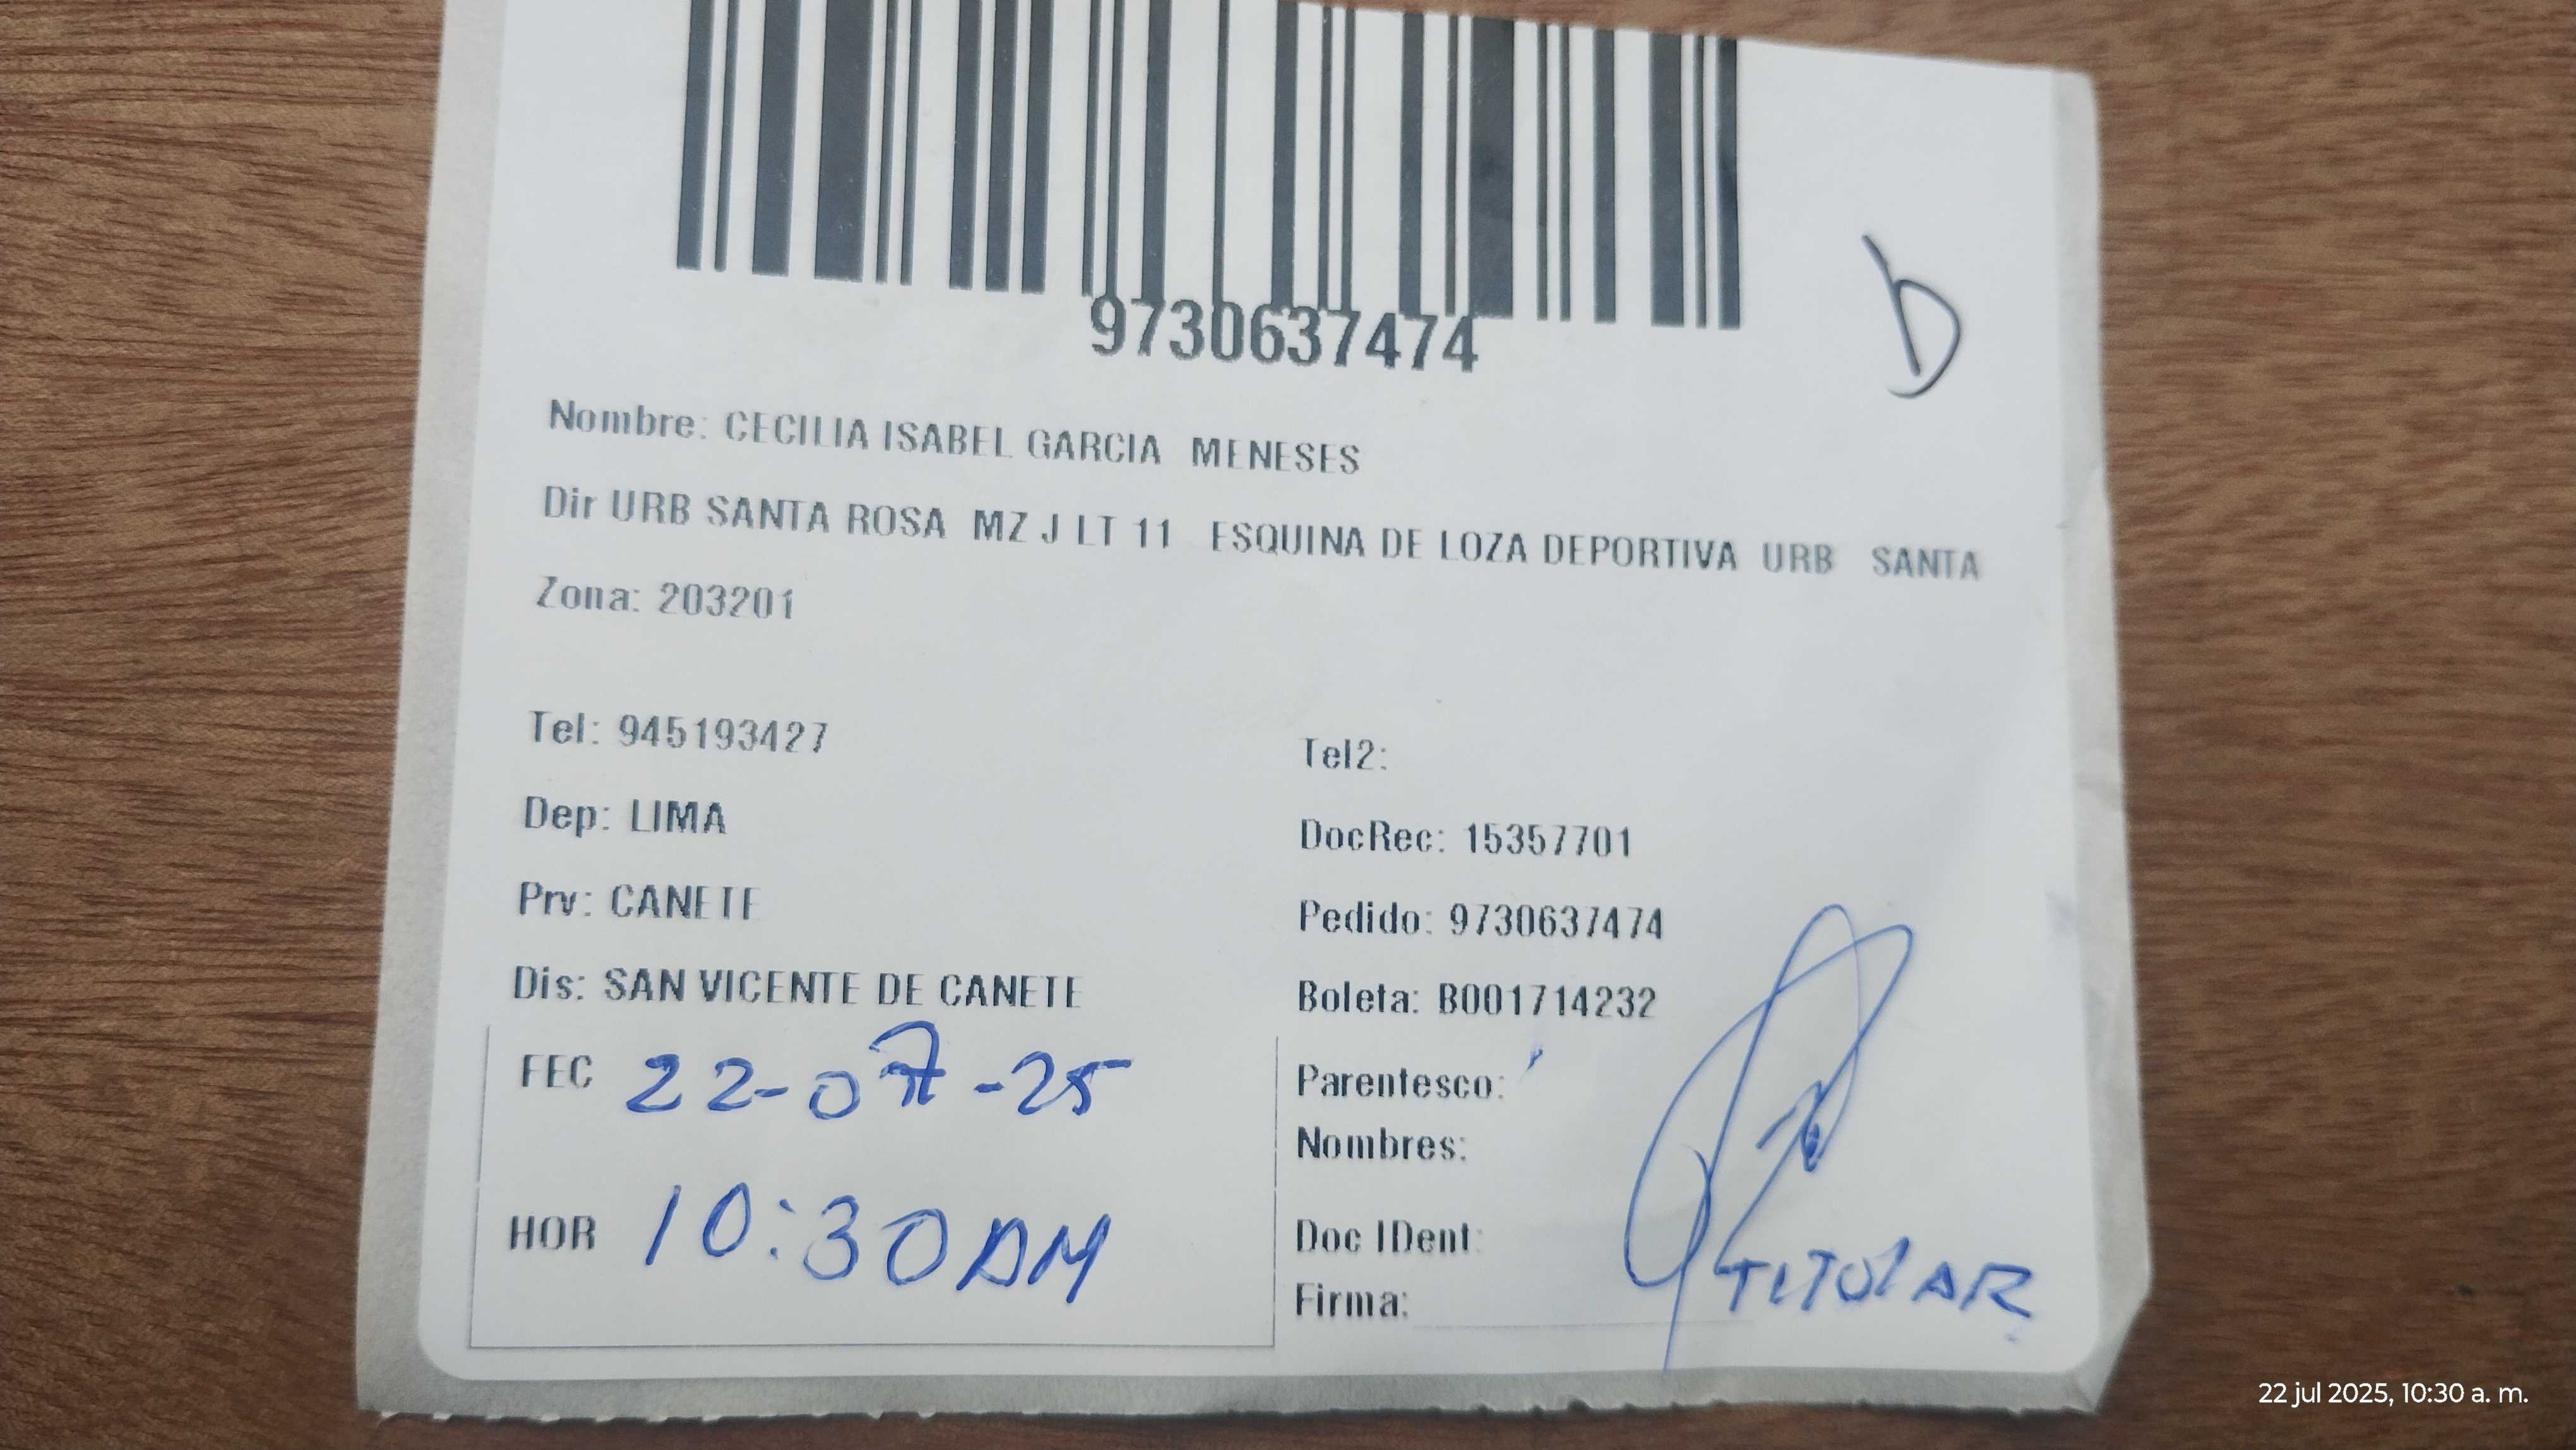 9730637474
b
Nombre: CECILIA ISABEL GARCIA MENESES
Dir URB SANTA ROSA MZ J LT 11 ESQUINA DE LOZA DEPORTIVA URB SANTA
Zona: 203201
Tel: 945193427
Tel2:
Dep: LIMA
DocRec: 15357701
Prv: CANETE
Pedido: 9730637474
Dis: SAN VICENTE DE CANETE
Boleta: B001714232
FEC 22-07-25
Parentesco:
Nombres:
HOR 10:30 AM
Doc IDent:
TITULAR
Firma:
22 jul 2025, 10:30 a. m.